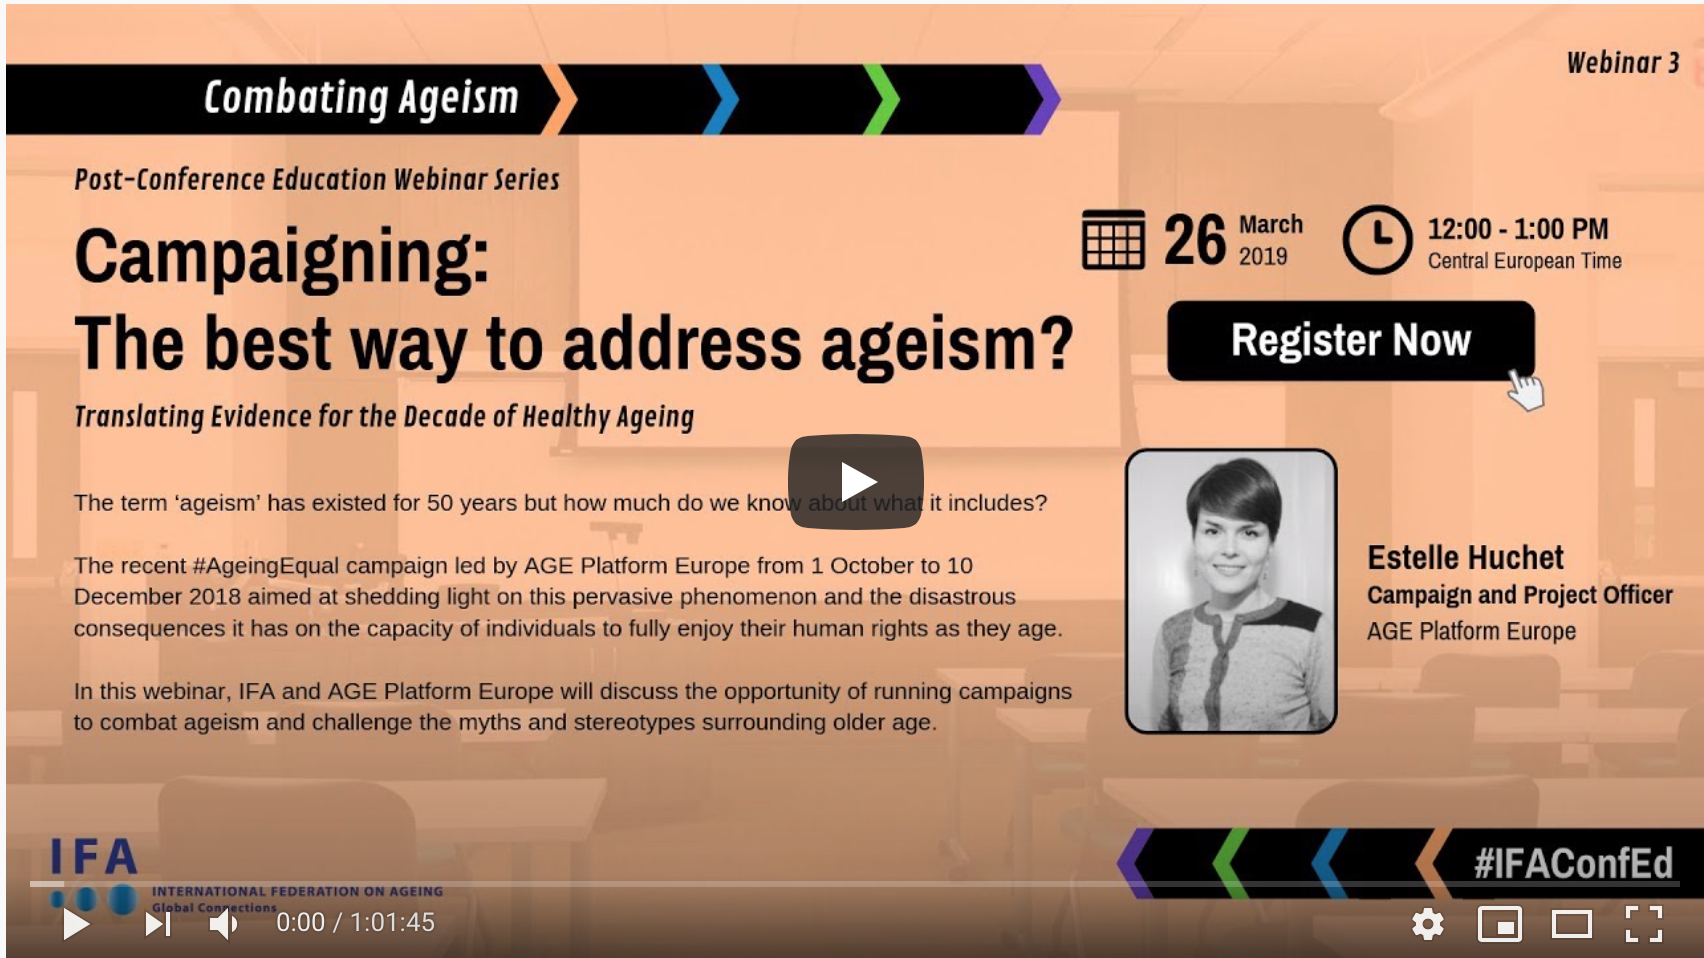 Webinar 3
Combating Ageism
Post-Conference Education Webinar Series
Campaigning:
The best way to address ageism?
Translating Evidence for the Decade of Healthy Ageing
26 March
2019
12:00 - 1:00 PM
Central European Time
Register Now
The term ‘ageism’ has existed for 50 years but how much do we know about what it includes?
The recent #AgeingEqual campaign led by AGE Platform Europe from 1 October to 10
December 2018 aimed at shedding light on this pervasive phenomenon and the disastrous
consequences it has on the capacity of individuals to fully enjoy their human rights as they age.
In this webinar, IFA and AGE Platform Europe will discuss the opportunity of running campaigns
to combat ageism and challenge the myths and stereotypes surrounding older age.
Estelle Huchet
Campaign and Project Officer
AGE Platform Europe
IFA
INTERNATIONAL FEDERATION ON AGEING
Global Connections
#IFAConfEd
0:00 / 1:01:45